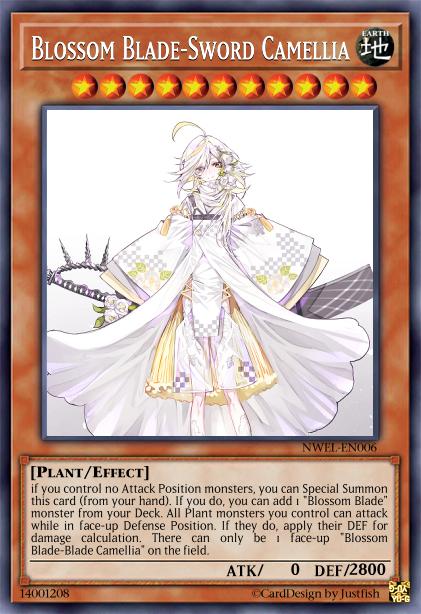 BLOSSOM BLADE-SWORD CAMELLIA
EARTH
地
NWEL-EN006
[PLANT/EFFECT]
if you control no Attack Position monsters, you can Special Summon
this card (from your hand). If you do, you can add 1 "Blossom Blade"
monster from your Deck. All Plant monsters you control can attack
while in face-up Defense Position. If they do, apply their DEF for
damage calculation. There can only be 1 face-up "Blossom
Blade-Blade Camellia" on the field.
ATK/ 0 DEF/2800
14001208
©CardDesign by Justfish